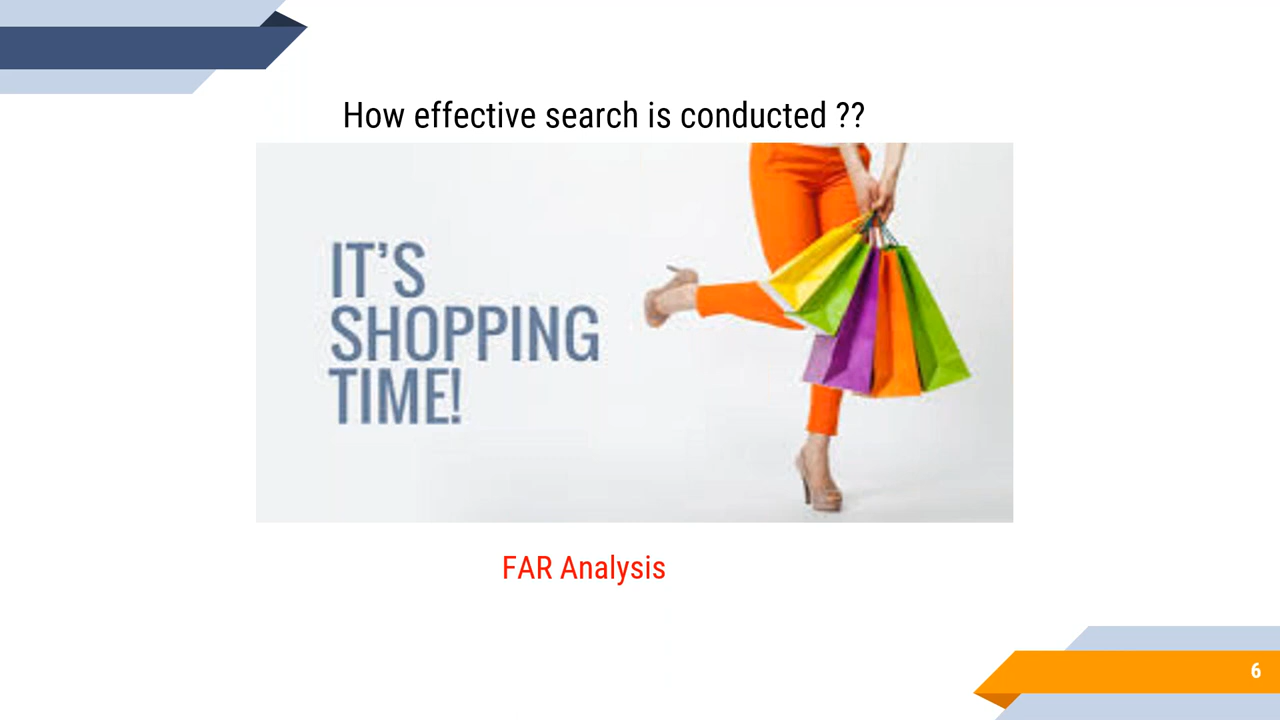 How effective search is conducted ??
IT'S
SHOPPING
TIME!
FAR Analysis
6